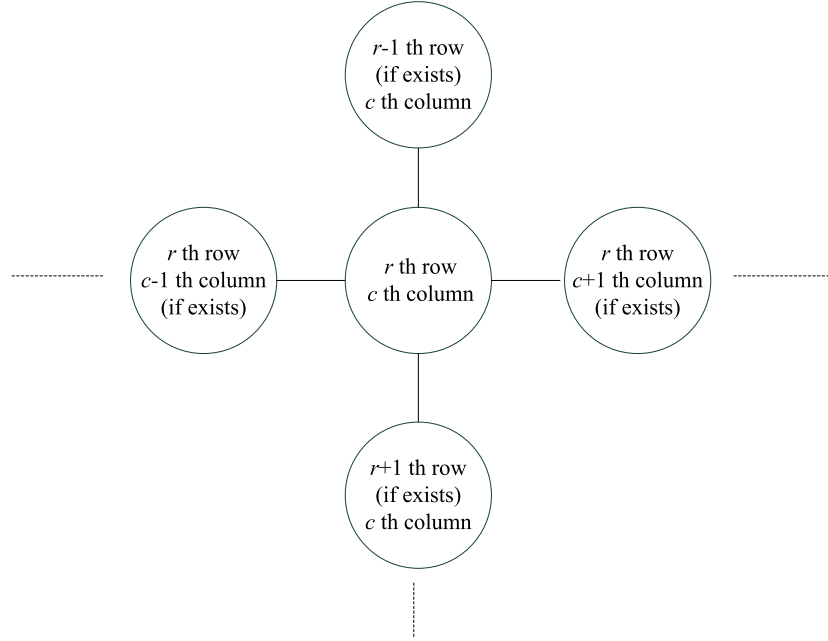 r-1 th row
(if exists)
c th column
r th row
c-1 th column
(if exists)
r th row
c th column
r th row
c+1 th column
(if exists)
r+1 th row
(if exists)
c th column